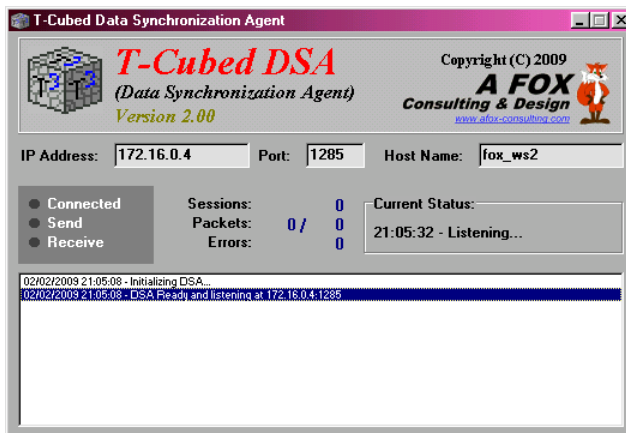 T-Cubed Data Synchronization Agent
T-Cubed DSA
(Data Synchronization Agent)
Version 2.00
Copyright (C) 2009
A FOX
Consulting & Design
www.afox-consulting.com
T3 T3
IP Address: 172.16.0.4 Port: 1285 Host Name: fox_ws2
Connected
Send
Receive
Sessions: 0
Packets: 0 / 0
Errors: 0
Current Status:
21:05:32 - Listening...
02/02/2009 21:05:08 - Initializing DSA...
02/02/2009 21:05:08 - DSA Ready and listening at 172.16.0.4:1285